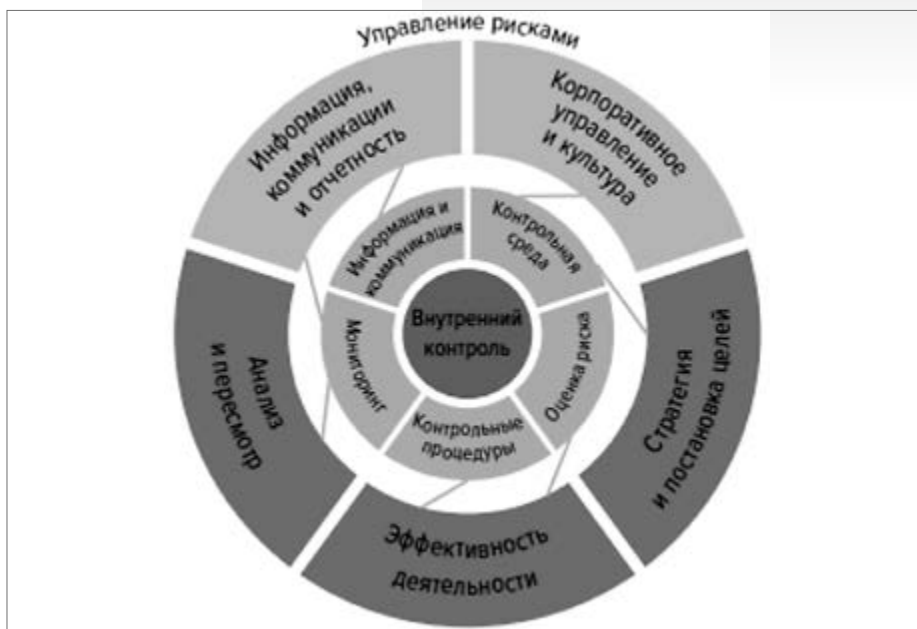 Управление рисками
Информация,
коммуникации
и отчетность
Корпоративное
управление
и культура
Информация и
коммуникация
Контрольная
среда
Внутренний
контроль
Мониторинг
Оценка риска
Контрольные
процедуры
Анализ
и пересмотр
Стратегия
и постановка целей
Эффективность
деятельности